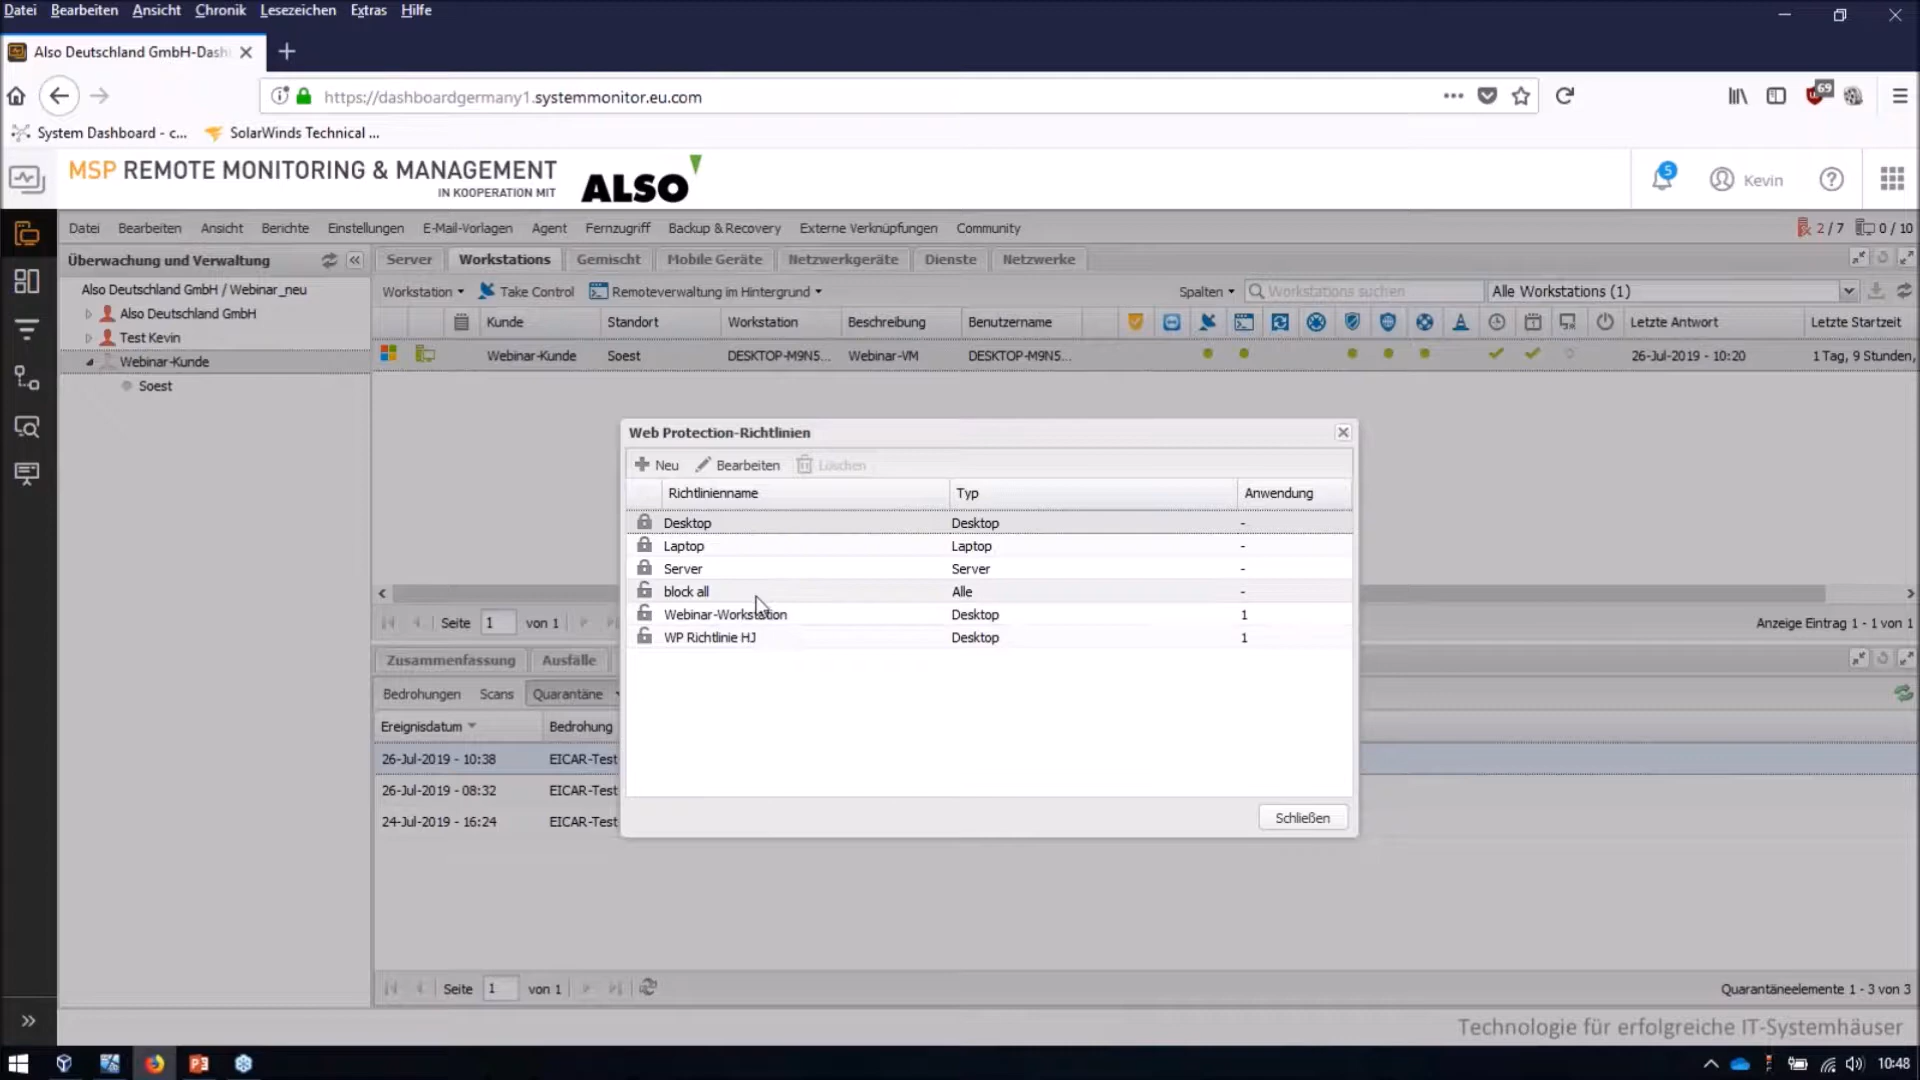 Datei Bearbeiten Ansicht Chronik Lesezeichen Extras Hilfe
Also Deutschland GmbH-Dash
https://dashboardgermany1.systemmonitor.eu.com
69
System Dashboard - c... SolarWinds Technical ...
MSP REMOTE MONITORING & MANAGEMENT
IN KOOPERATION MIT
ALSO
5
Kevin
Datei Bearbeiten Ansicht Berichte Einstellungen E-Mail-Vorlagen Agent Fernzugriff Backup & Recovery Externe Verknüpfungen Community
2 / 7 0 / 10
Überwachung und Verwaltung
Server Workstations Gemischt Mobile Geräte Netzwerkgeräte Dienste Netzwerke
Also Deutschland GmbH / Webinar_neu
Also Deutschland GmbH
Test Kevin
Webinar-Kunde
Soest
Workstation Take Control Remoteverwaltung im Hintergrund Spalten Workstations suchen Alle Workstations (1)
Kunde Standort Workstation Beschreibung Benutzername Letzte Antwort Letzte Startzeit
Webinar-Kunde Soest DESKTOP-M9N5... Webinar-VM DESKTOP-M9N5... 26-Jul-2019 - 10:20 1 Tag, 9 Stunden,
Web Protection-Richtlinien
Neu Bearbeiten Löschen
Richtlinienname Typ Anwendung
Desktop Desktop -
Laptop Laptop -
Server Server -
block all Alle -
Webinar-Workstation Desktop 1
WP Richtlinie HJ Desktop 1
Schließen
Seite 1 von 1
Anzeige Eintrag 1 - 1 von 1
Zusammenfassung Ausfälle
Bedrohungen Scans Quarantäne
Ereignisdatum Bedrohung
26-Jul-2019 - 10:38 EICAR-Test
26-Jul-2019 - 08:32 EICAR-Test
24-Jul-2019 - 16:24 EICAR-Test
Seite 1 von 1
Quarantäneelemente 1 - 3 von 3
Technologie für erfolgreiche IT-Systemhäuser
10:48